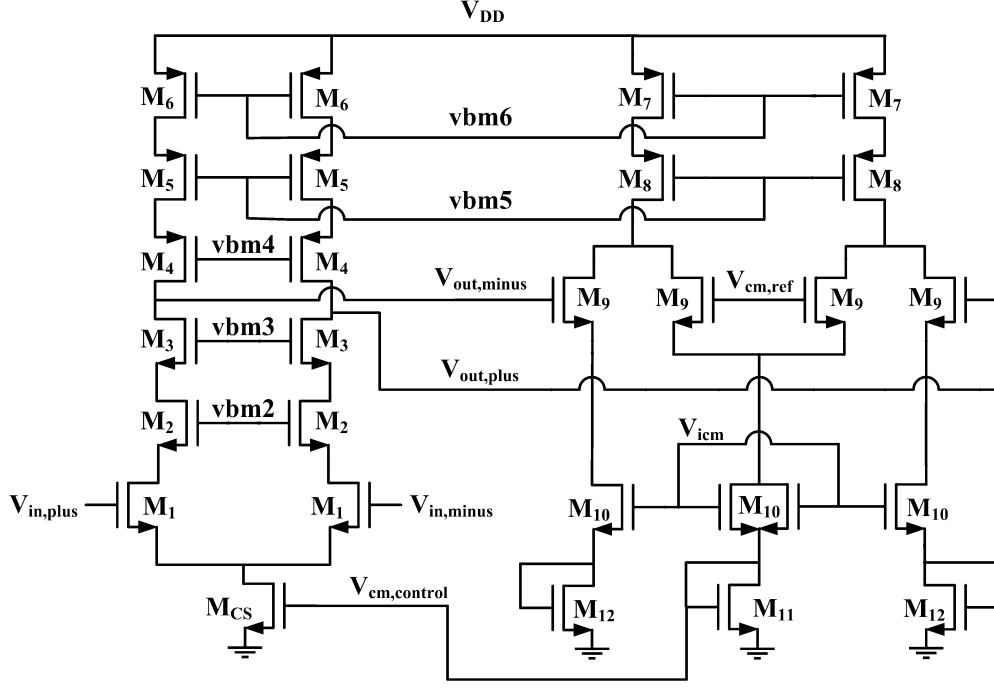 V_DD
M_6 M_6 M_7 M_7
vbm6
M_5 M_5 M_8 M_8
vbm5
M_4 vbm4 M_4
V_out,minus M_9 M_9 V_cm,ref M_9 M_9
M_3 vbm3 M_3
V_out,plus
M_2 vbm2 M_2
V_icm
V_in,plus M_1 M_1 V_in,minus M_10 M_10 M_10
M_CS V_cm,control M_12 M_11 M_12